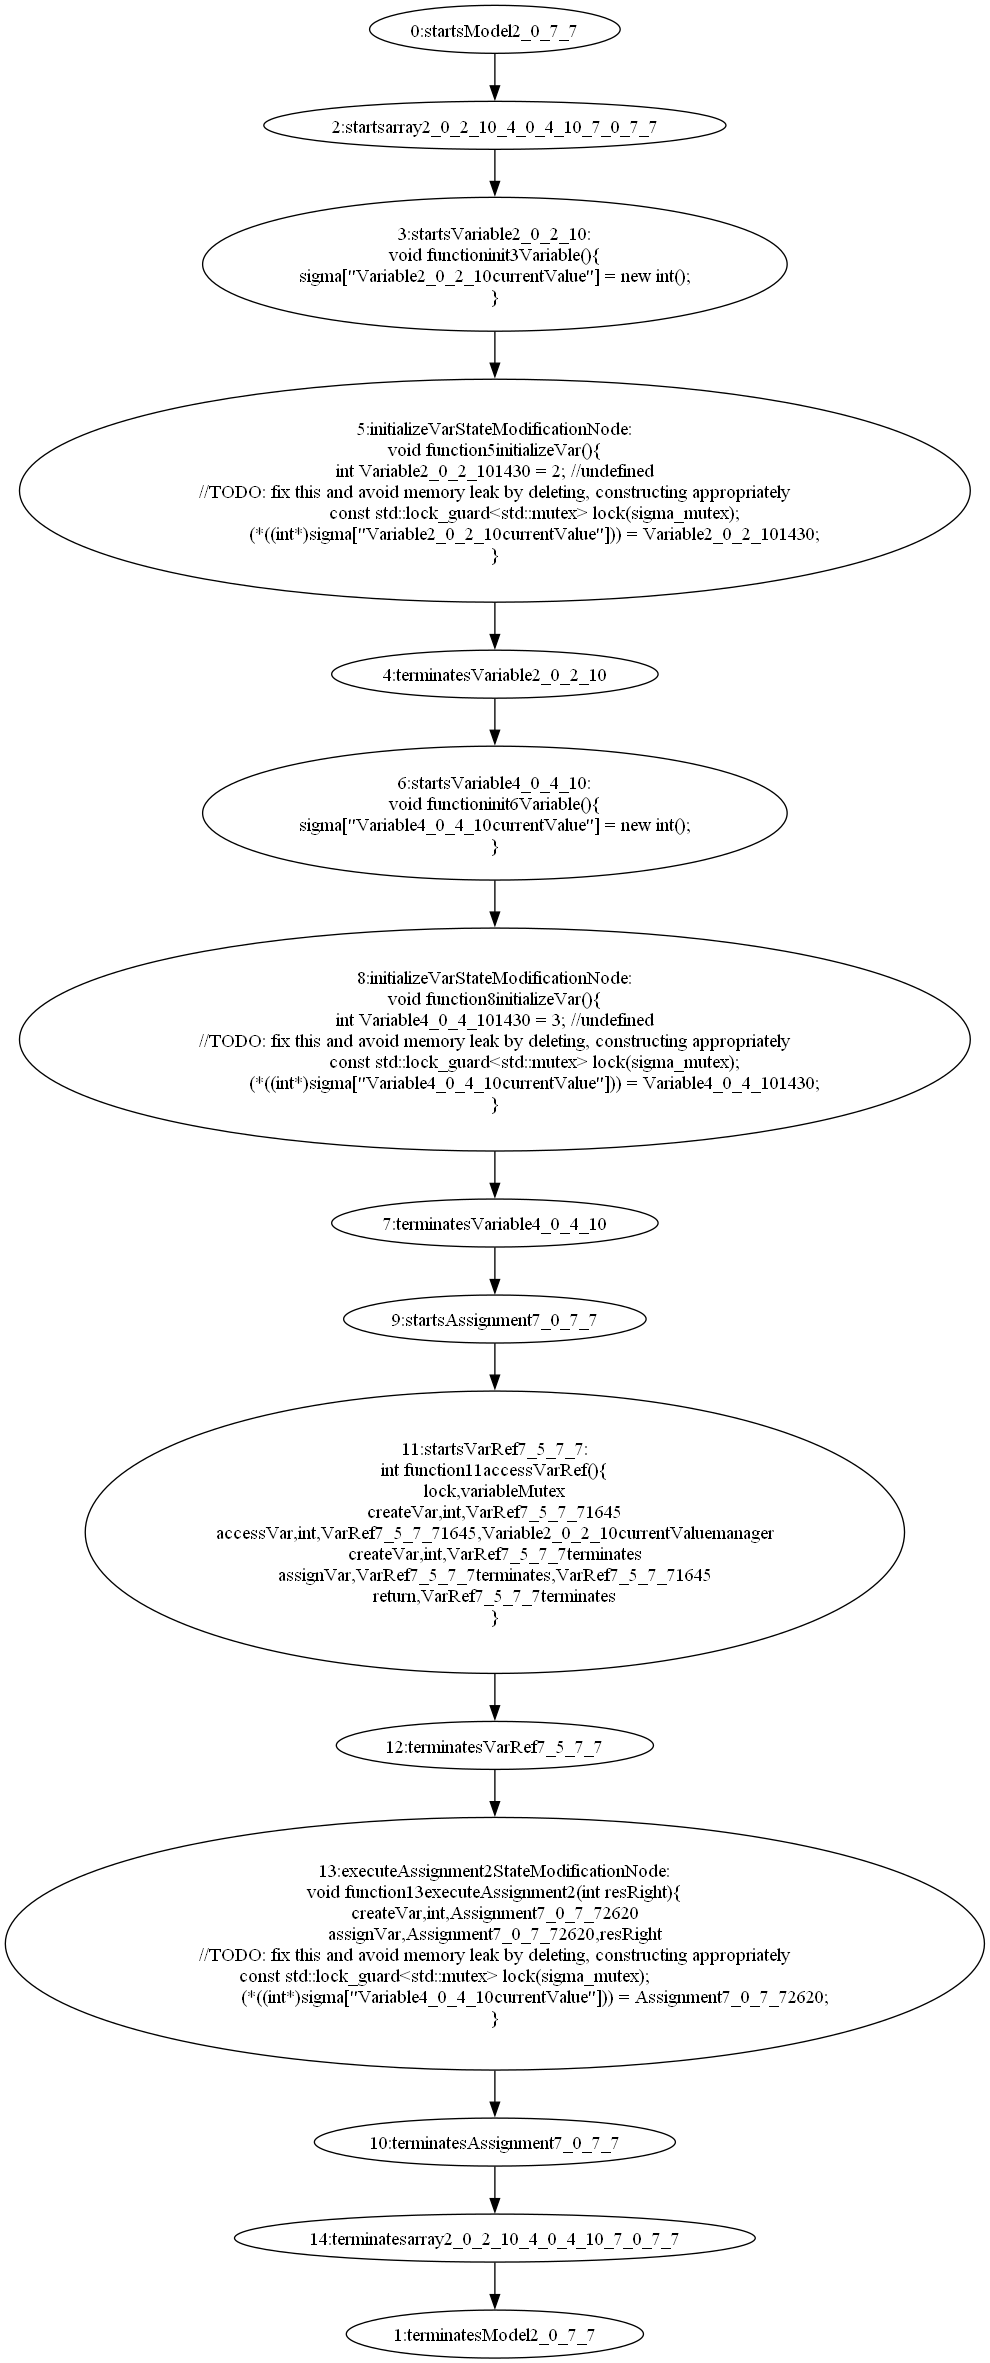 0:startsModel2_0_7_7
2:startsarray2_0_2_10_4_0_4_10_7_0_7_7
3:startsVariable2_0_2_10:
void functioninit3Variable(){
sigma["Variable2_0_2_10currentValue"] = new int();
}
5:initializeVarStateModificationNode:
void function5initializeVar(){
int Variable2_0_2_101430 = 2; //undefined
//TODO: fix this and avoid memory leak by deleting, constructing appropriately
const std::lock_guard<std::mutex> lock(sigma_mutex);
(*((int*)sigma["Variable2_0_2_10currentValue"])) = Variable2_0_2_101430;
}
4:terminatesVariable2_0_2_10
6:startsVariable4_0_4_10:
void functioninit6Variable(){
sigma["Variable4_0_4_10currentValue"] = new int();
}
8:initializeVarStateModificationNode:
void function8initializeVar(){
int Variable4_0_4_101430 = 3; //undefined
//TODO: fix this and avoid memory leak by deleting, constructing appropriately
const std::lock_guard<std::mutex> lock(sigma_mutex);
(*((int*)sigma["Variable4_0_4_10currentValue"])) = Variable4_0_4_101430;
}
7:terminatesVariable4_0_4_10
9:startsAssignment7_0_7_7
11:startsVarRef7_5_7_7:
int function11accessVarRef(){
lock,variableMutex
createVar,int,VarRef7_5_7_71645
accessVar,int,VarRef7_5_7_71645,Variable2_0_2_10currentValuemanager
createVar,int,VarRef7_5_7_7terminates
assignVar,VarRef7_5_7_7terminates,VarRef7_5_7_71645
return,VarRef7_5_7_7terminates
}
12:terminatesVarRef7_5_7_7
13:executeAssignment2StateModificationNode:
void function13executeAssignment2(int resRight){
createVar,int,Assignment7_0_7_72620
assignVar,Assignment7_0_7_72620,resRight
//TODO: fix this and avoid memory leak by deleting, constructing appropriately
const std::lock_guard<std::mutex> lock(sigma_mutex);
(*((int*)sigma["Variable4_0_4_10currentValue"])) = Assignment7_0_7_72620;
}
10:terminatesAssignment7_0_7_7
14:terminatesarray2_0_2_10_4_0_4_10_7_0_7_7
1:terminatesModel2_0_7_7